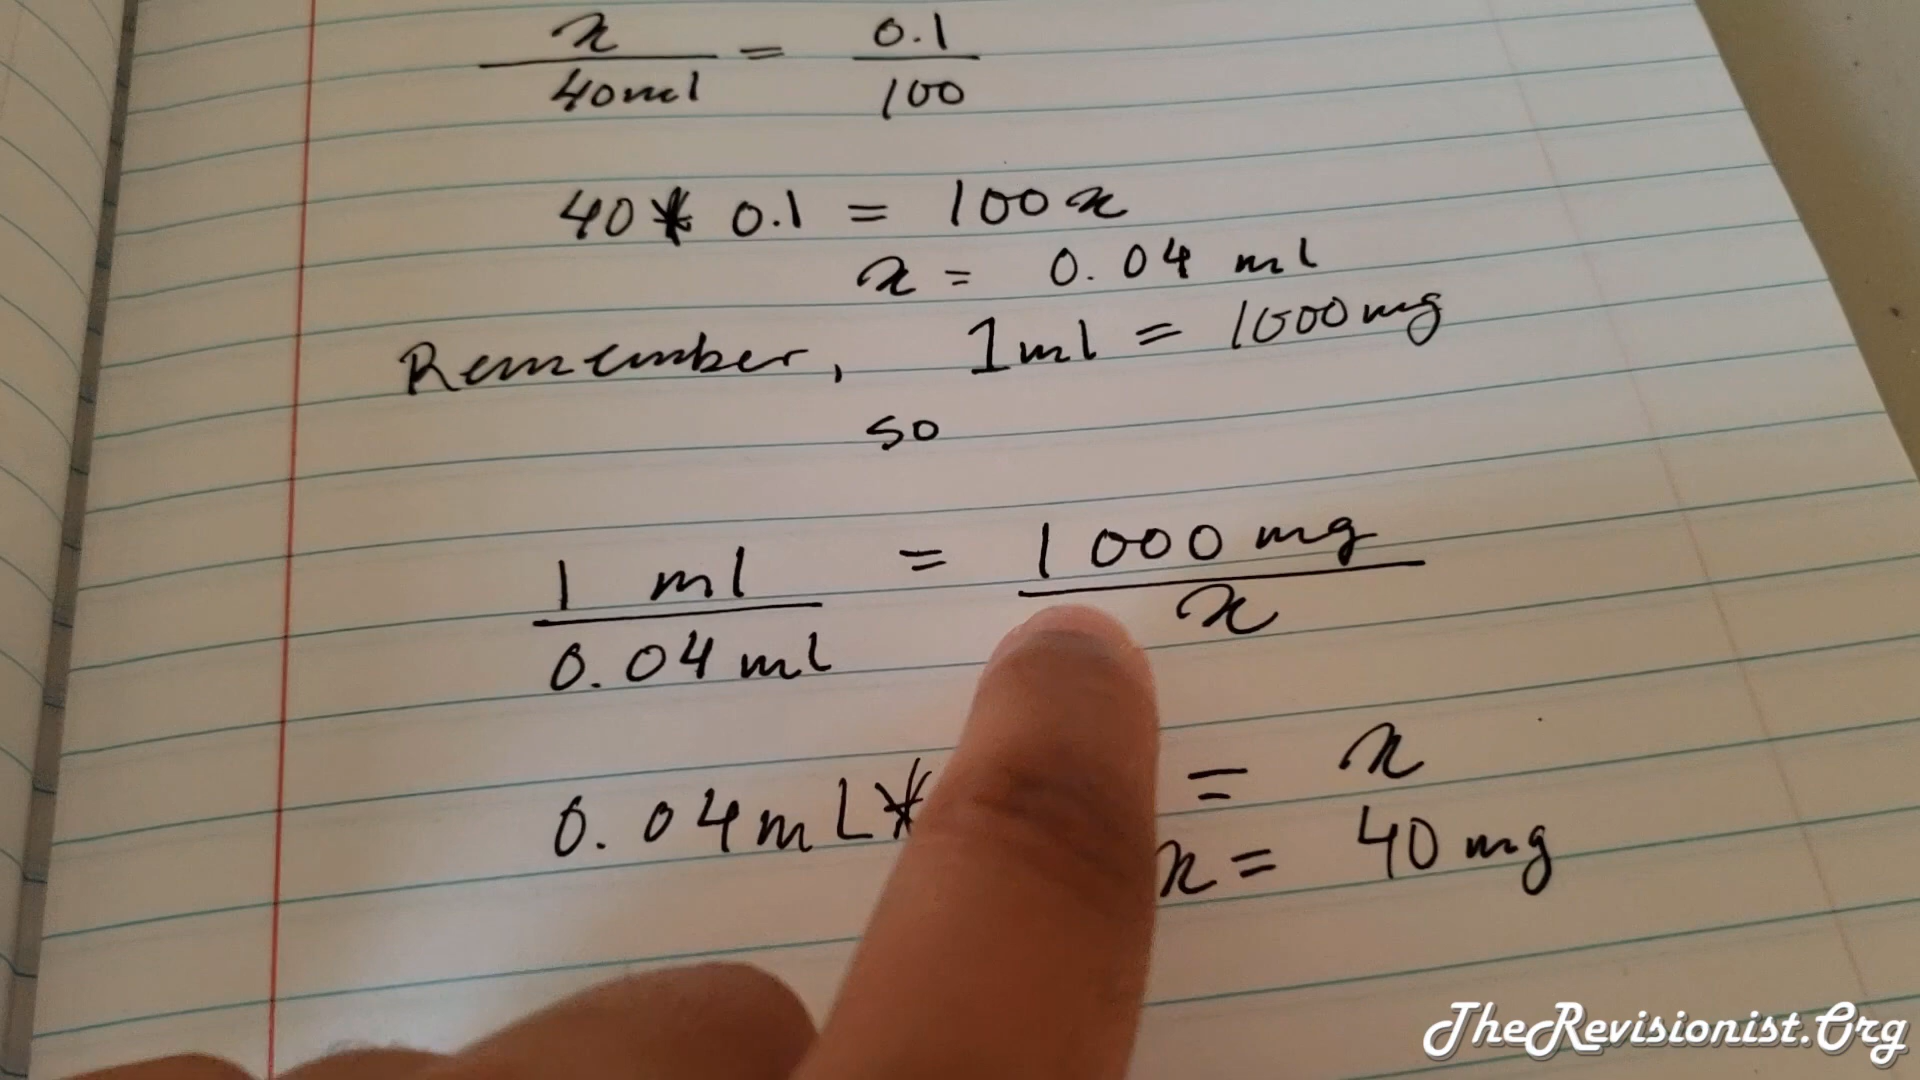 x/40ml = 0.1/100
40 * 0.1 = 100x
x = 0.04 ml
Remember, 1ml = 1000mg
so
1 ml/0.04 ml = 1000 mg/x
0.04mL* = x
x = 40 mg
TheRevisionist.Org